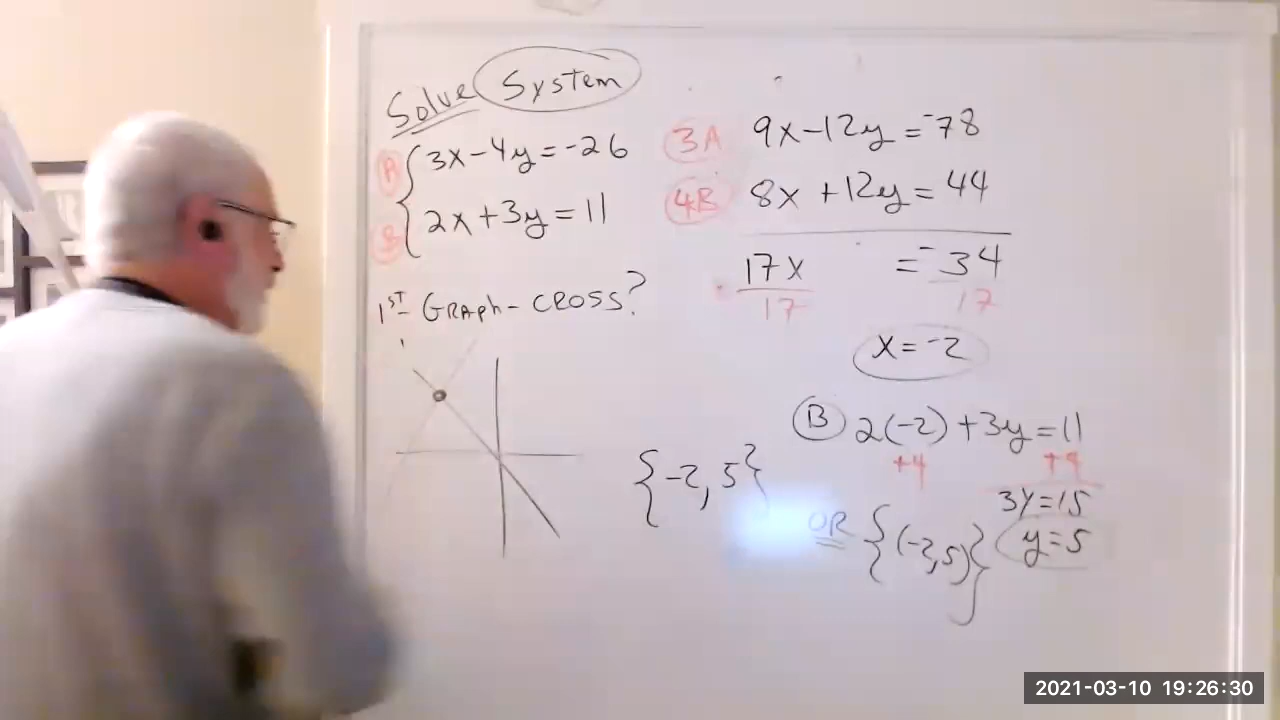 Solve System
A 3x-4y=-26
B 2x+3y=11
1ST GRAPH-CROSS?
3A 9x-12y=-78
4B 8x+12y=44
17x = -34
17 17
x=-2
B 2(-2)+3y=11
+4 +4
3y=15
y=5
{-2, 5}
OR {(-2,5)}
2021-03-10 19:26:30